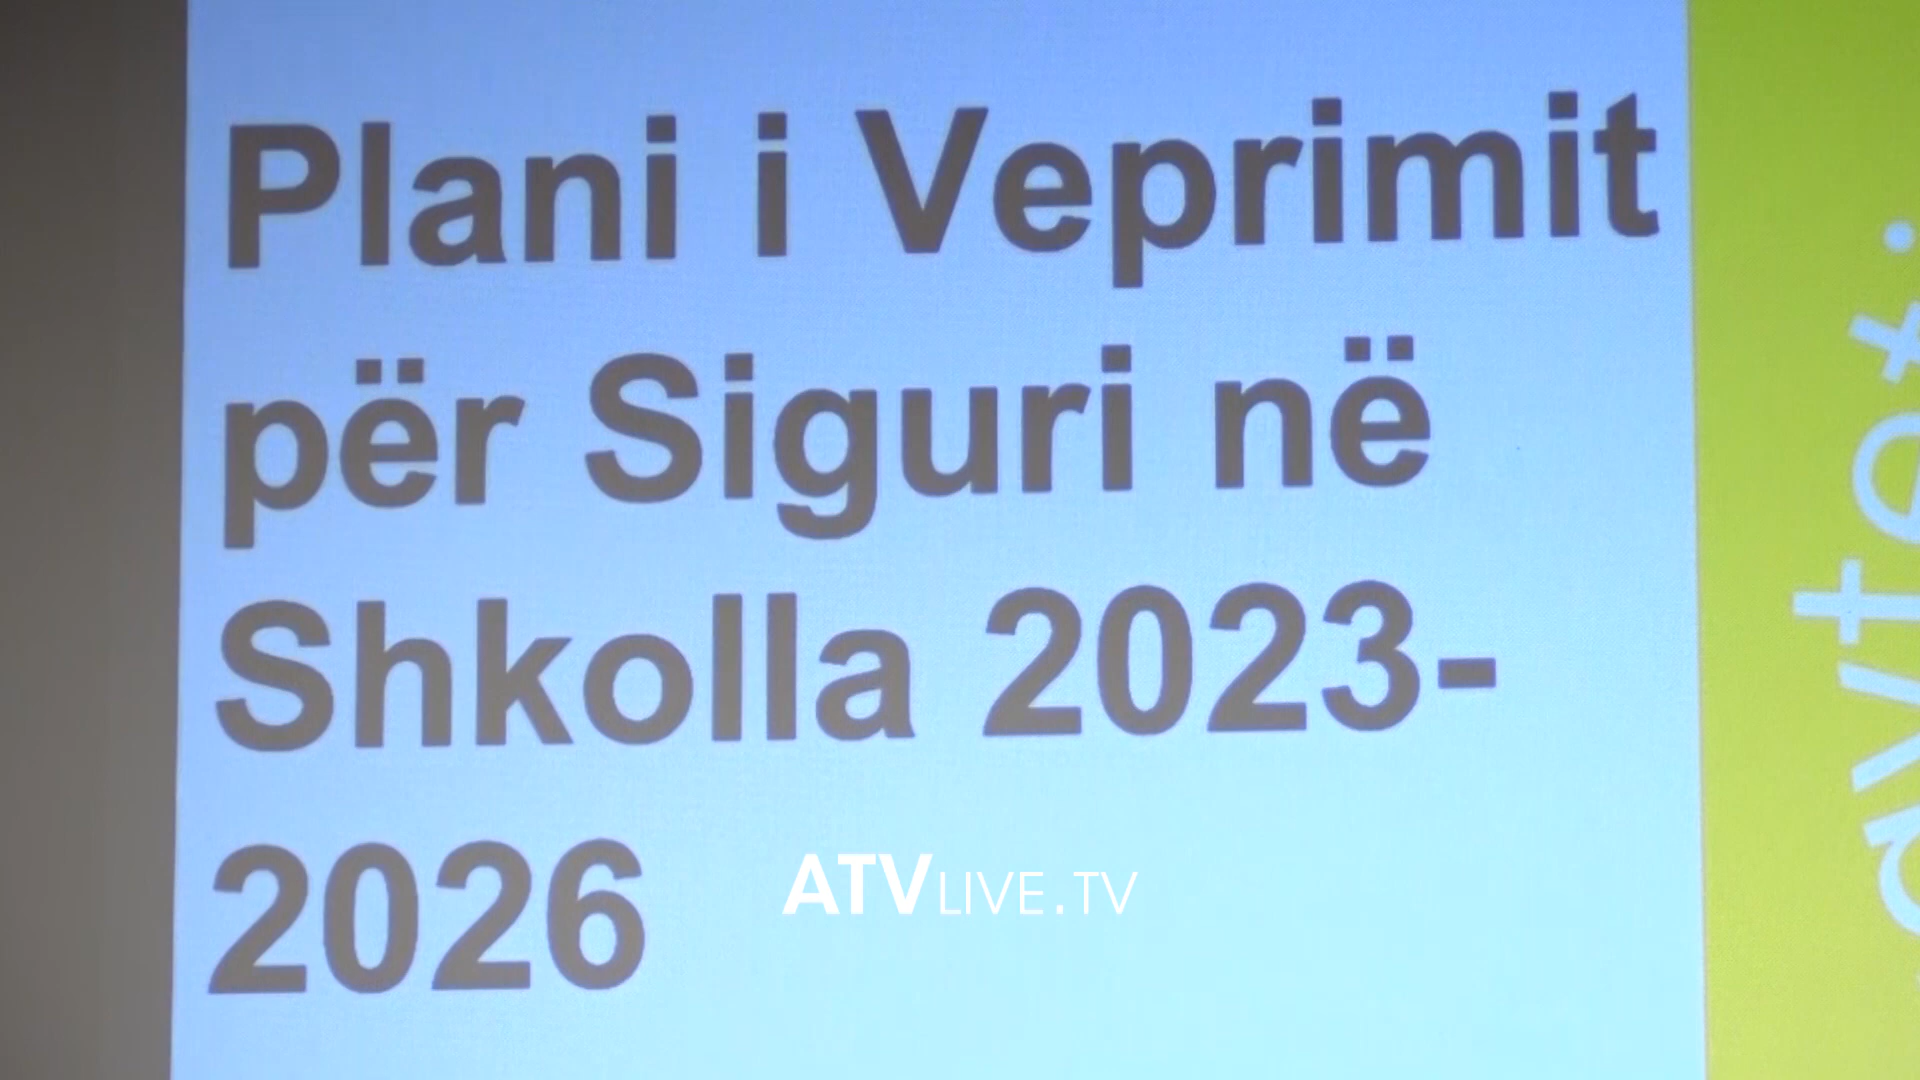 Plani i Veprimit
për Siguri në
Shkolla 2023-
2026
ATVLIVE.TV